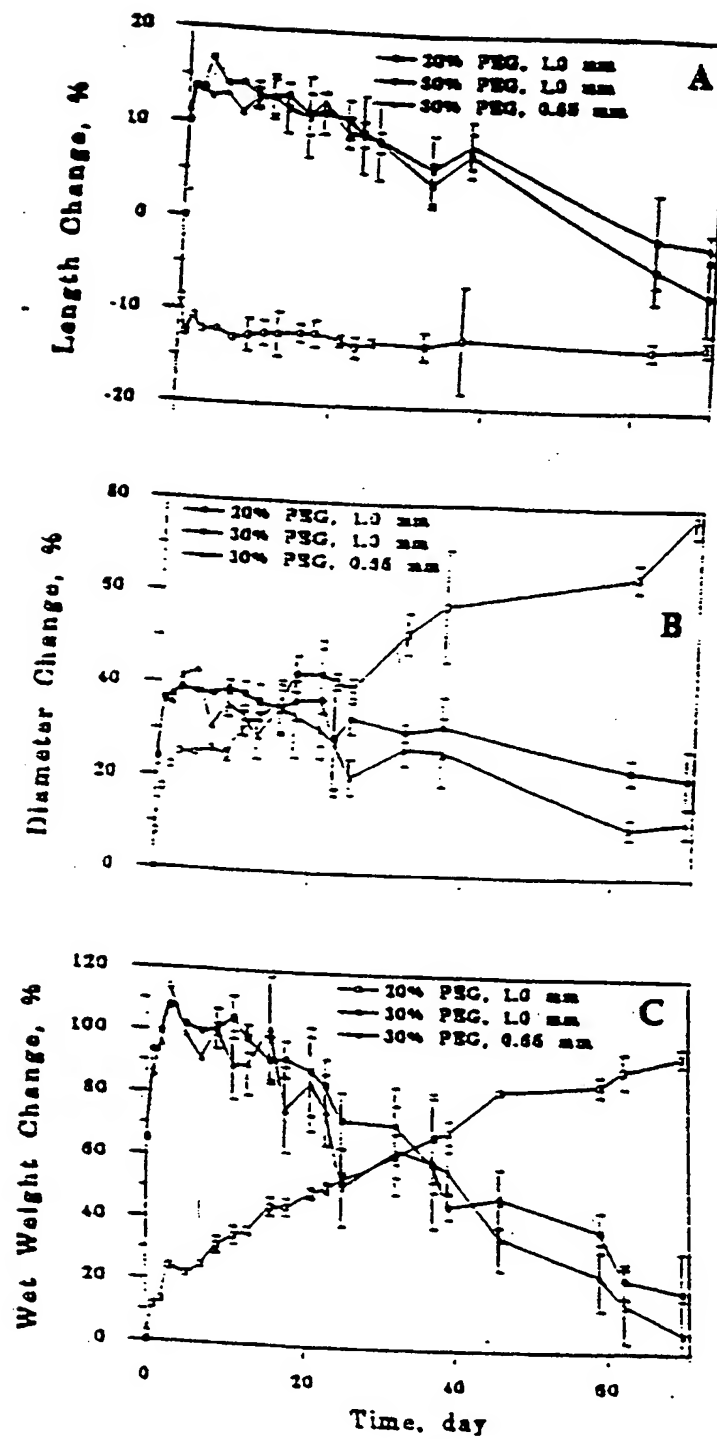 20
10
0
-10
-20
Length Change, %
20% PEG, 1.0 mm
30% PEG, 1.0 mm
30% PEG, 0.65 mm
A
80
60
40
20
0
Diameter Change, %
20% PEG, 1.0 mm
30% PEG, 1.0 mm
30% PEG, 0.65 mm
B
120
100
80
60
40
20
0
Wet Weight Change, %
20% PEG, 1.0 mm
30% PEG, 1.0 mm
30% PEG, 0.65 mm
C
0
20
40
60
Time, day